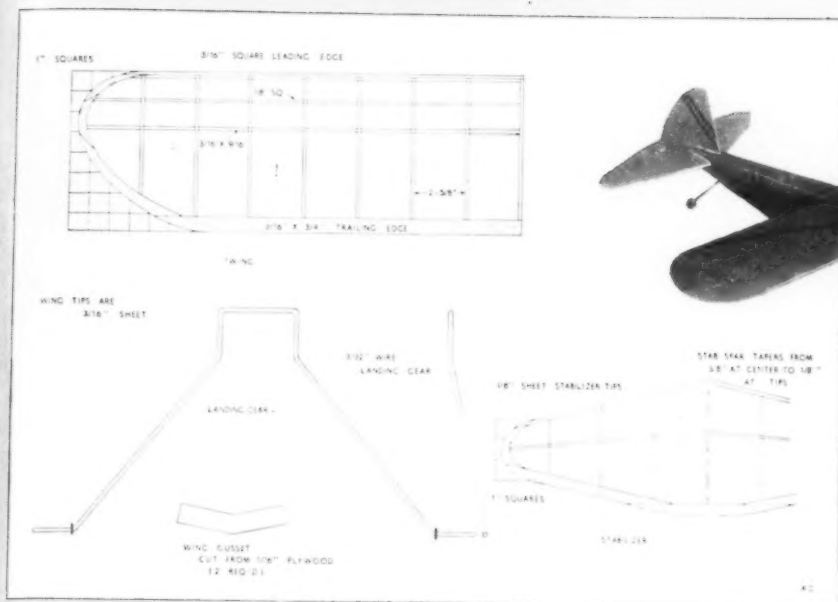 1" SQUARES
3/16" SQUARE LEADING EDGE
1/8 SQ
3/16 X 9/16
2-3/8"
3/16 X 3/4" TRAILING EDGE
WING
WING TIPS ARE
3/16" SHEET
3/32" WIRE
LANDING GEAR
LANDING GEAR
STAB SPAR TAPERS FROM
3/8" AT CENTER TO 1/8"
AT TIPS
1/8" SHEET STABILIZER TIPS
1" SQUARES
STABILIZER
WING GUSSET
CUT FROM 1/16" PLYWOOD
(2 REQ'D)